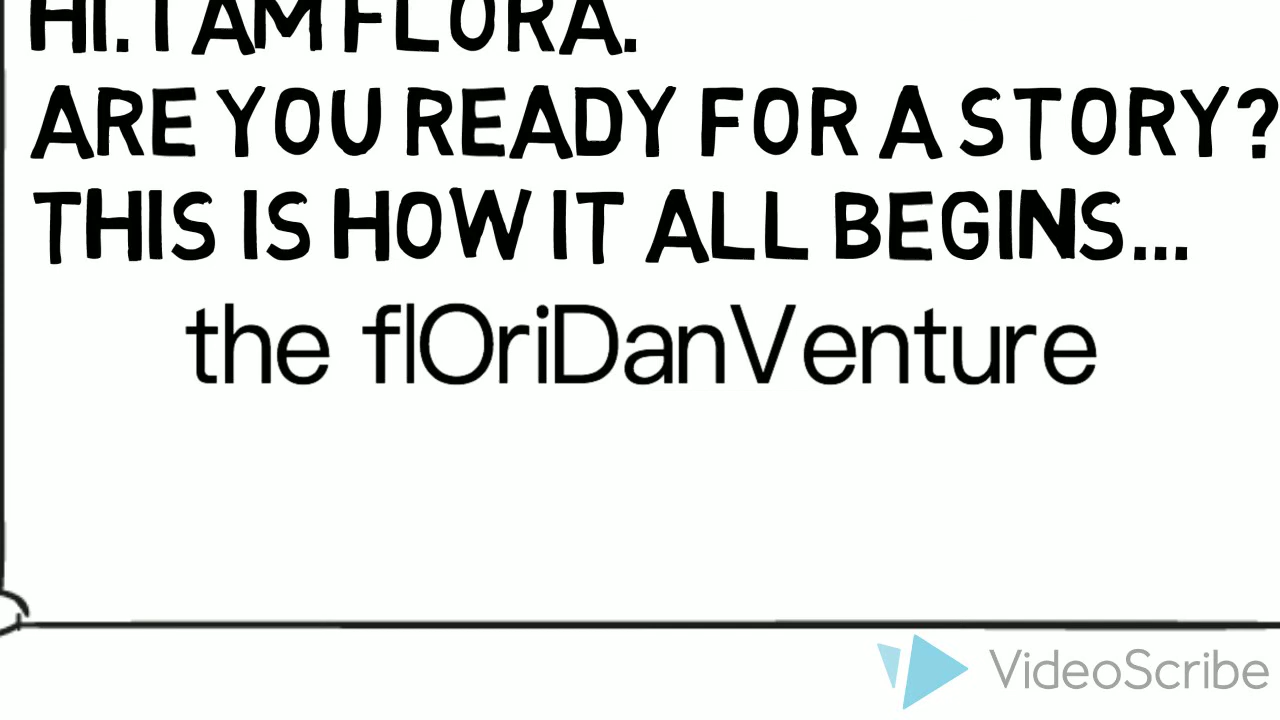 HI. I AM FLORA.
ARE YOU READY FOR A STORY?
THIS IS HOW IT ALL BEGINS...
the flOriDanVenture
VideoScribe